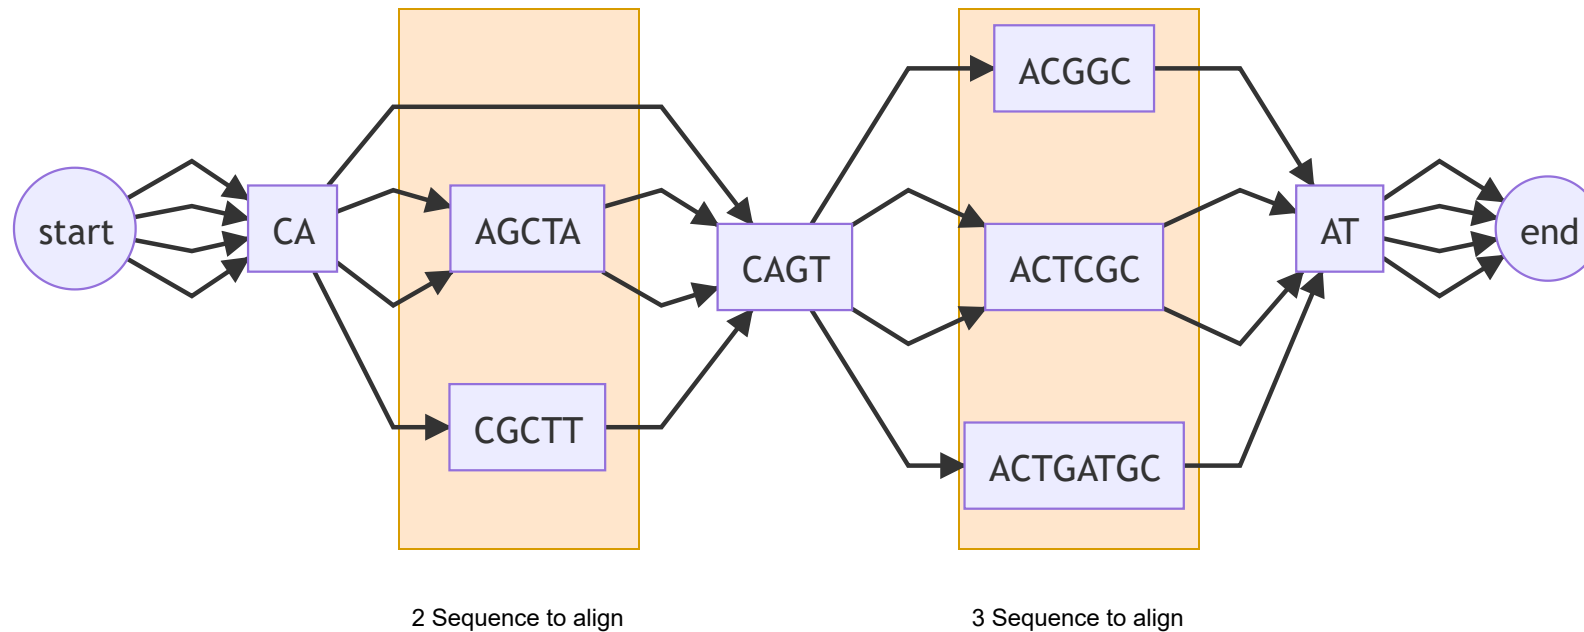 start
CA
AGCTA
CGCTT
CAGT
ACGGC
ACTCGC
ACTGATGC
AT
end
2 Sequence to align
3 Sequence to align